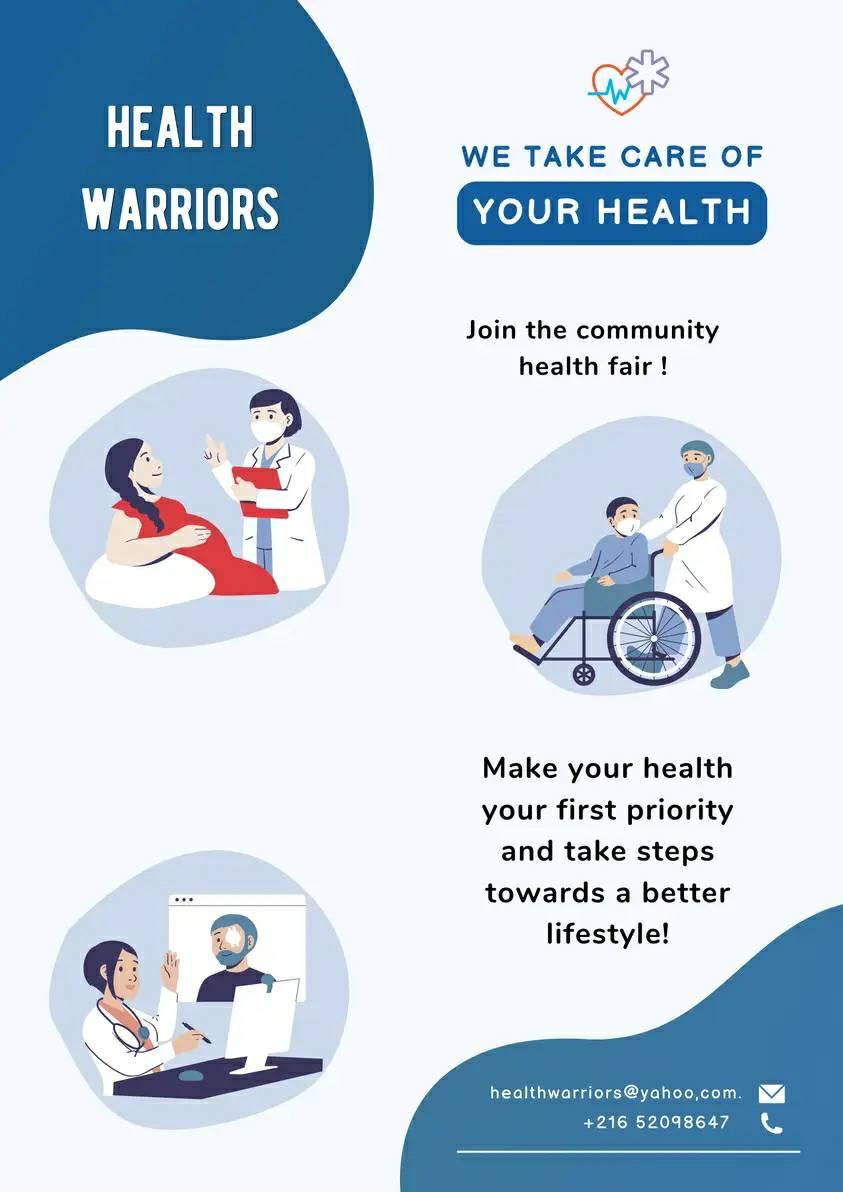 HEALTH
WARRIORS
WE TAKE CARE OF
YOUR HEALTH
Join the community
health fair !
Make your health
your first priority
and take steps
towards a better
lifestyle!
healthwarriors@yahoo,com.
+216 52098647